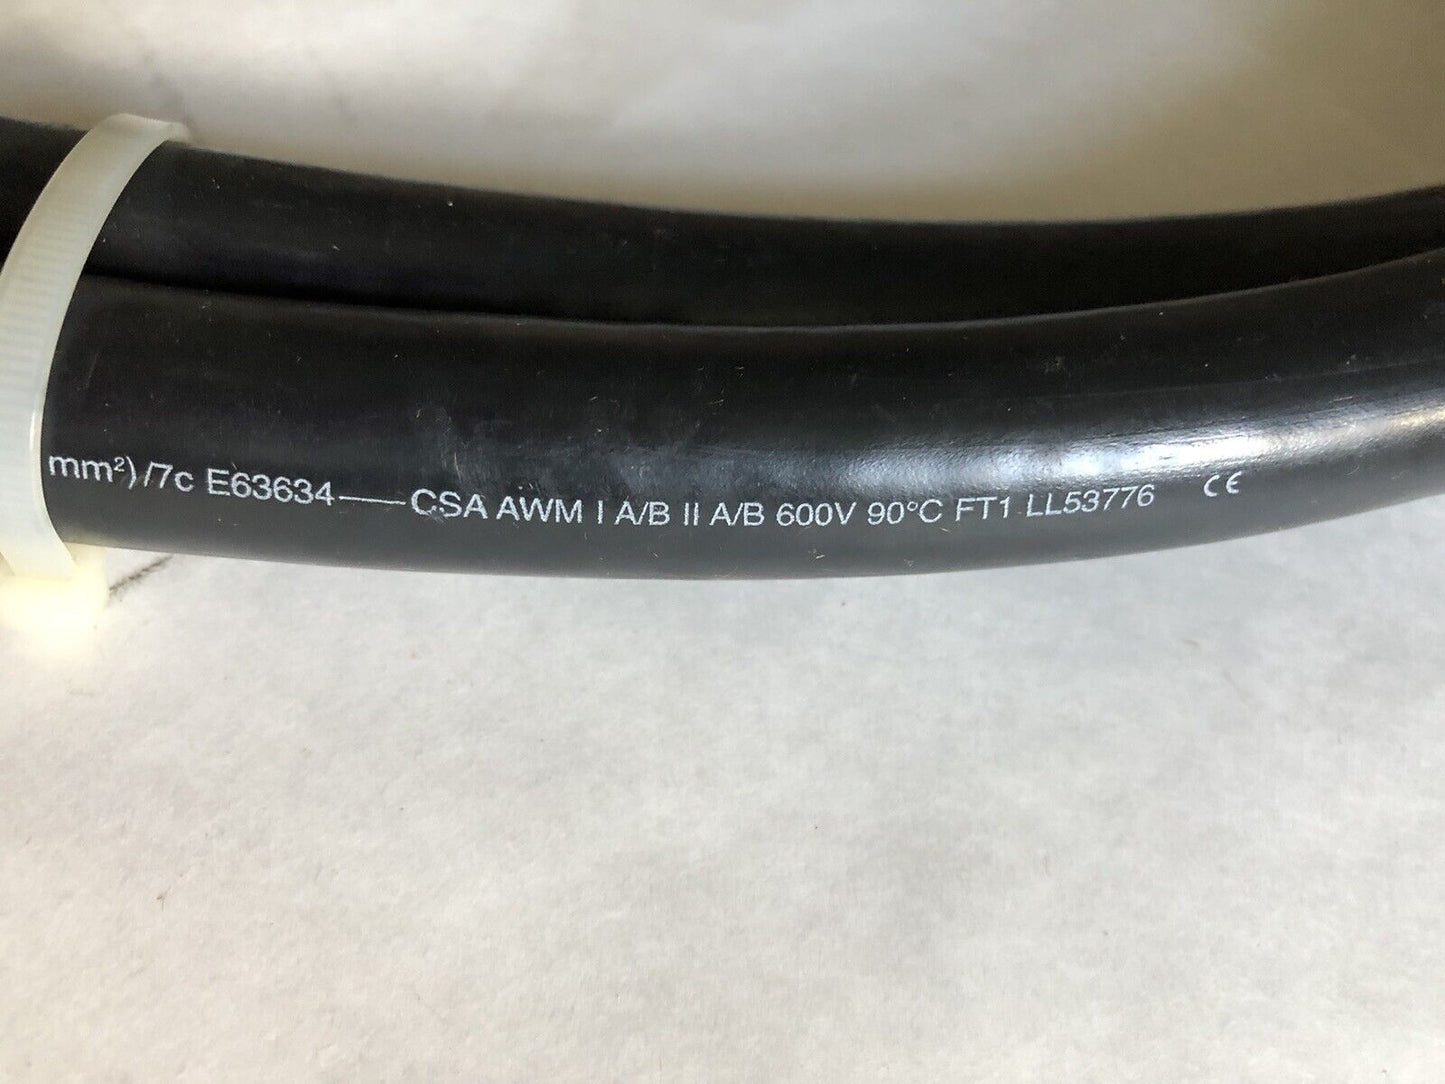 mm²)/7c E63634——CSA AWM I A/B II A/B 600V 90°C FT1 LL53776 CE